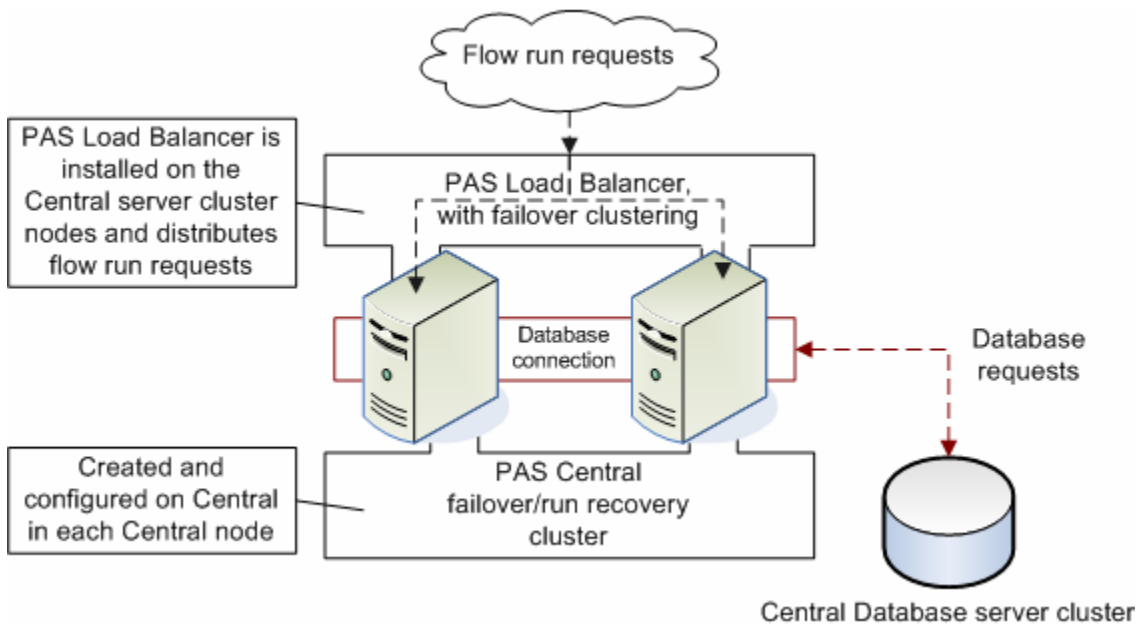 Flow run requests
PAS Load Balancer is
installed on the
Central server cluster
nodes and distributes
flow run requests
PAS Load Balancer,
with failover clustering
Database
connection
Database
requests
Created and
configured on Central
in each Central node
PAS Central
failover/run recovery
cluster
Central Database server cluster